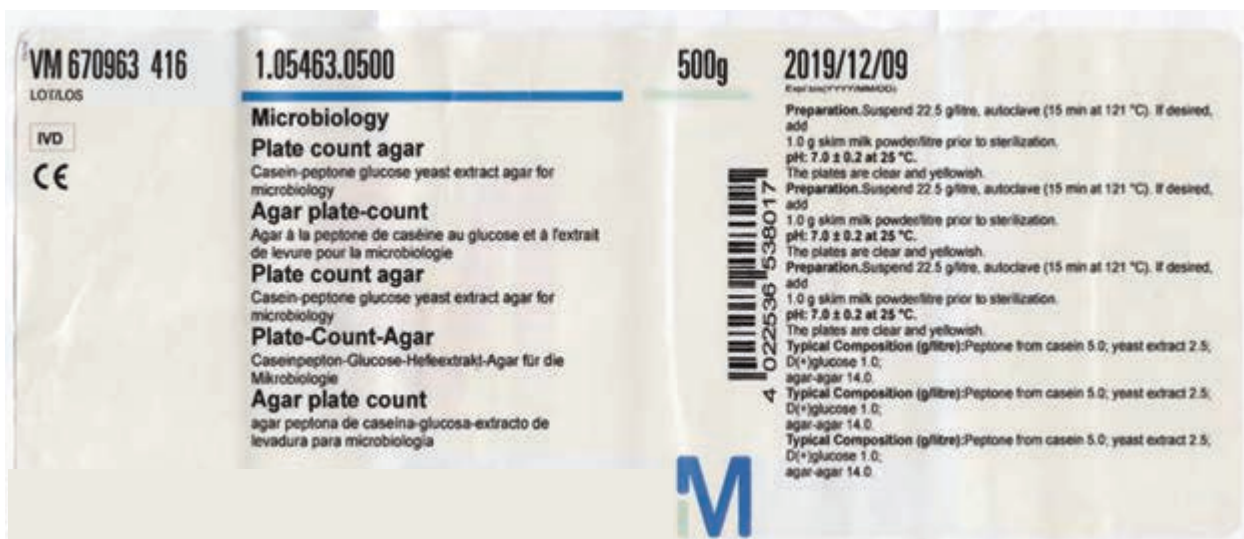 VM 670963 416
LOT/LOS
IVD
CE
1.05463.0500
Microbiology
Plate count agar
Casein-peptone glucose yeast extract agar for
microbiology
Agar plate-count
Agar à la peptone de caséine au glucose et à l'extrait
de levure pour la microbiologie
Plate count agar
Casein-peptone glucose yeast extract agar for
microbiology
Plate-Count-Agar
Caseinpepton-Glucose-Hefeextrakt-Agar für die
Mikrobiologie
Agar plate count
agar peptona de caseína-glucosa-extracto de
levadura para microbiología
500g
4 022536 538017
M
2019/12/09
(YYYY/MM/DD)
Preparation.Suspend 22.5 g/litre, autoclave (15 min at 121 °C). If desired,
add
1.0 g skim milk powder/litre prior to sterilization.
pH: 7.0 ± 0.2 at 25 °C.
The plates are clear and yellowish.
Preparation.Suspend 22.5 g/litre, autoclave (15 min at 121 °C). If desired,
add
1.0 g skim milk powder/litre prior to sterilization.
pH: 7.0 ± 0.2 at 25 °C.
The plates are clear and yellowish.
Preparation.Suspend 22.5 g/litre, autoclave (15 min at 121 °C). If desired,
add
1.0 g skim milk powder/litre prior to sterilization.
pH: 7.0 ± 0.2 at 25 °C.
The plates are clear and yellowish.
Typical Composition (g/litre):Peptone from casein 5.0; yeast extract 2.5;
D(+)glucose 1.0;
agar-agar 14.0.
Typical Composition (g/litre):Peptone from casein 5.0; yeast extract 2.5;
D(+)glucose 1.0;
agar-agar 14.0.
Typical Composition (g/litre):Peptone from casein 5.0; yeast extract 2.5;
D(+)glucose 1.0;
agar-agar 14.0.